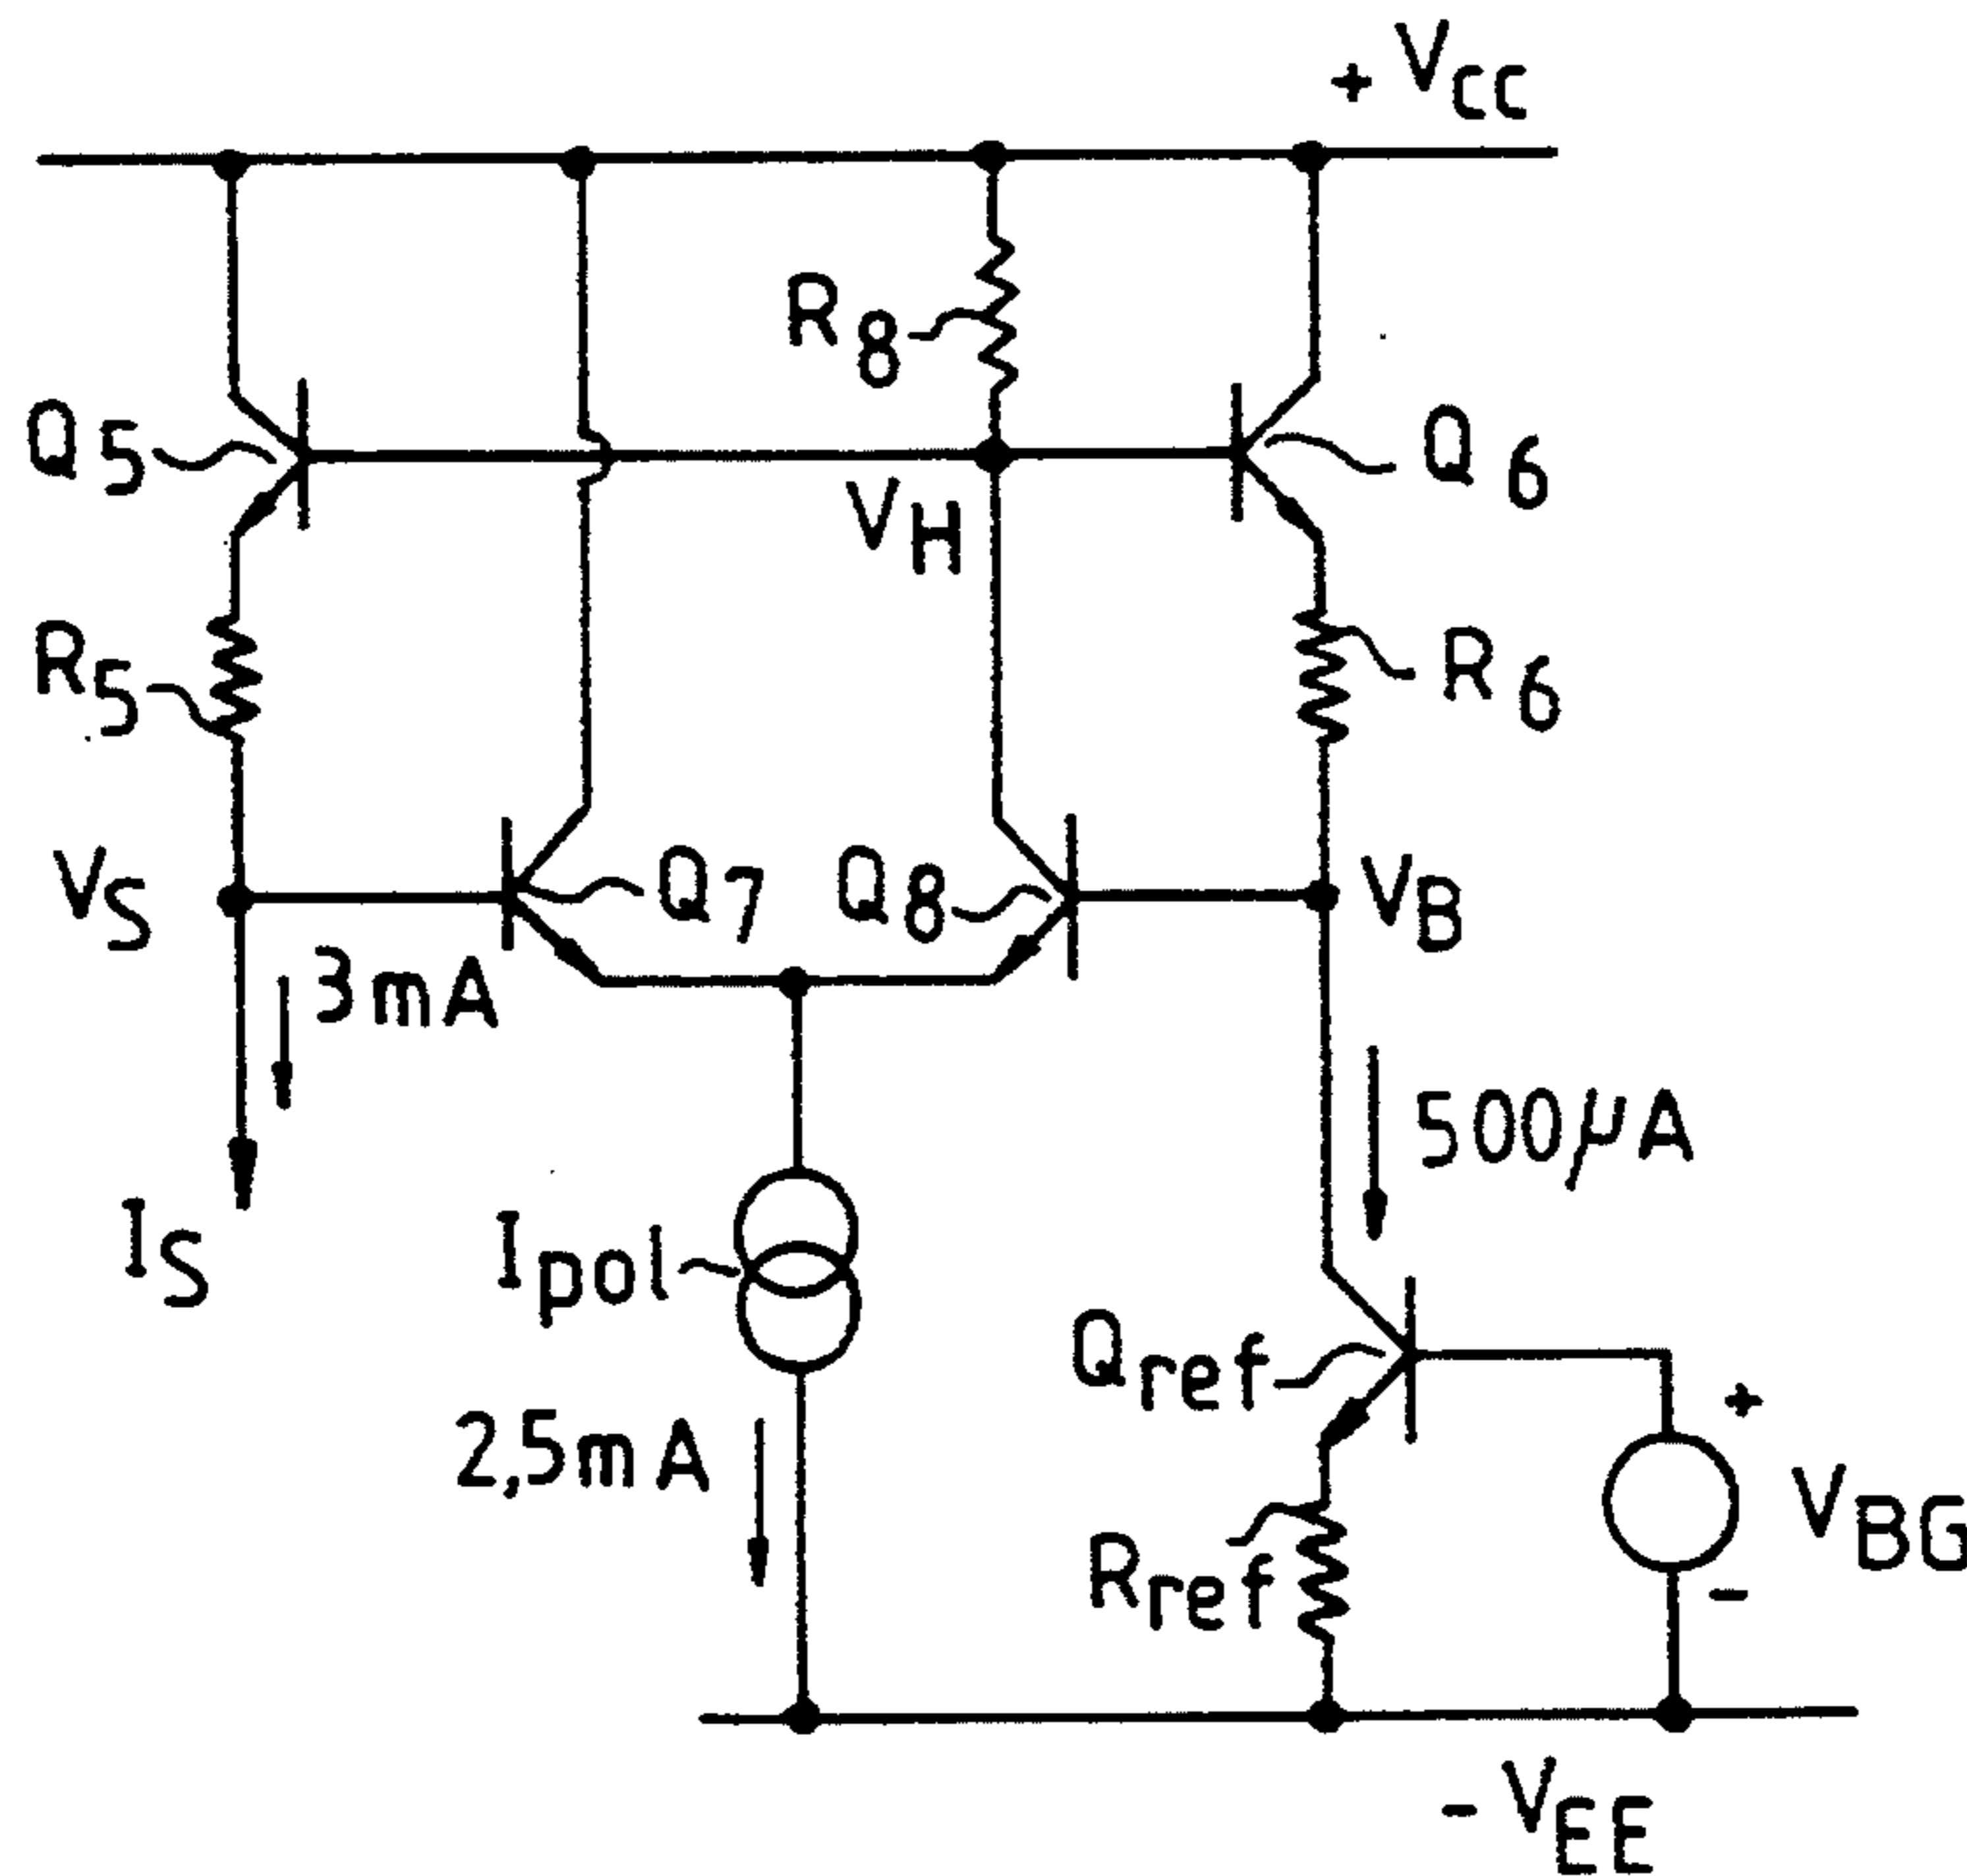 + VCC
R8
Q5
Q6
VH
R5
R6
VS
Q7
Q8
VB
3mA
500µA
IS
Ipol
Qref
+
2,5mA
VBG
Rref
-
- VEE